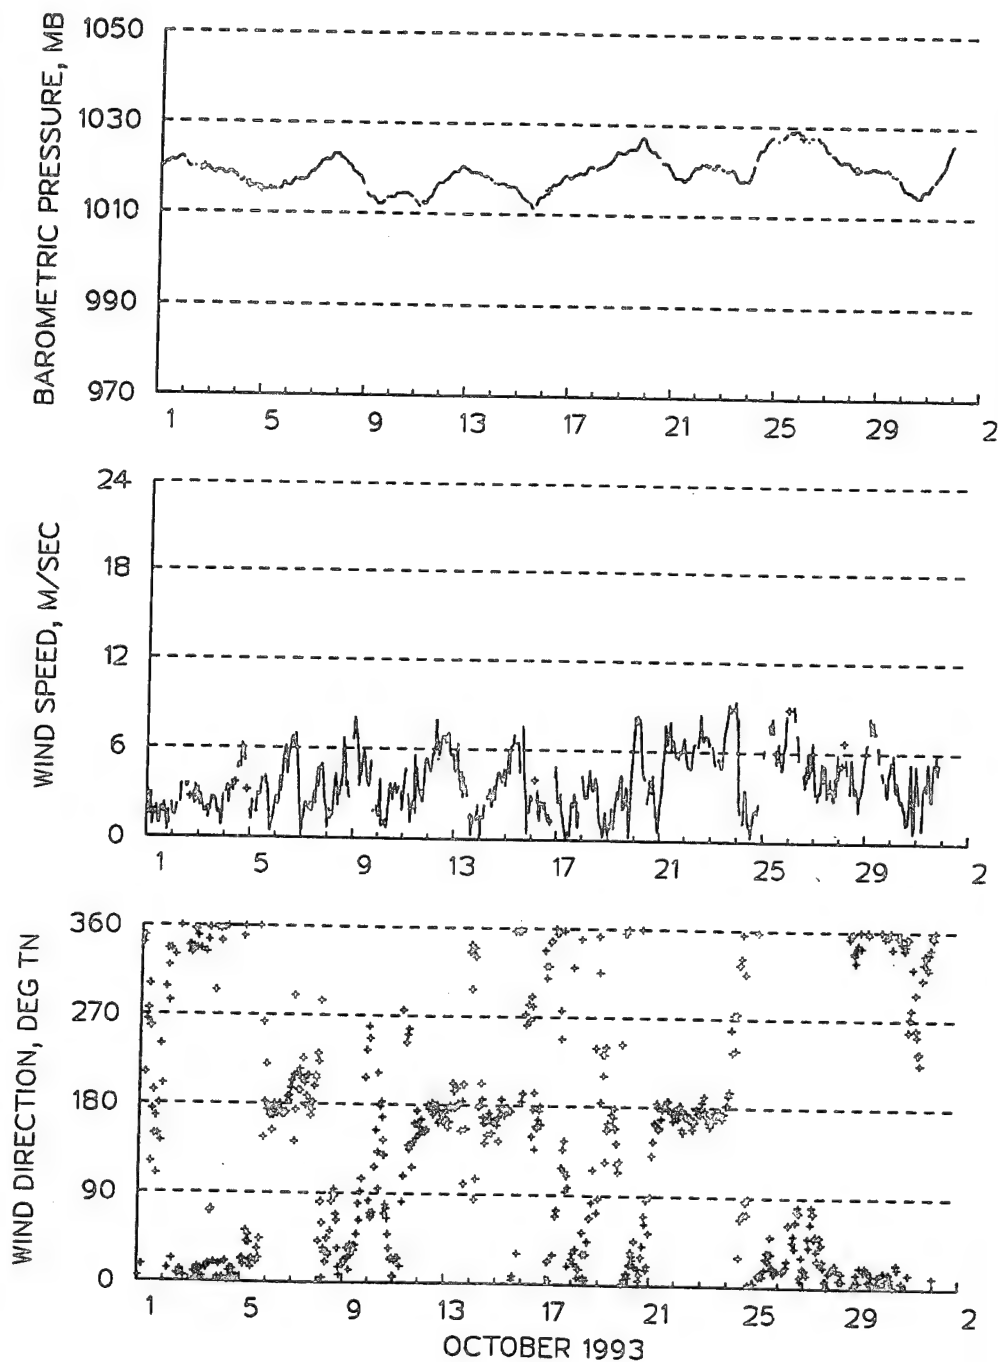 BAROMETRIC PRESSURE, MB
1050
1030
1010
990
970
1 5 9 13 17 21 25 29 2
WIND SPEED, M/SEC
24
18
12
6
0
1 5 9 13 17 21 25 29 2
WIND DIRECTION, DEG TN
360
270
180
90
0
1 5 9 13 17 21 25 29 2
OCTOBER 1993